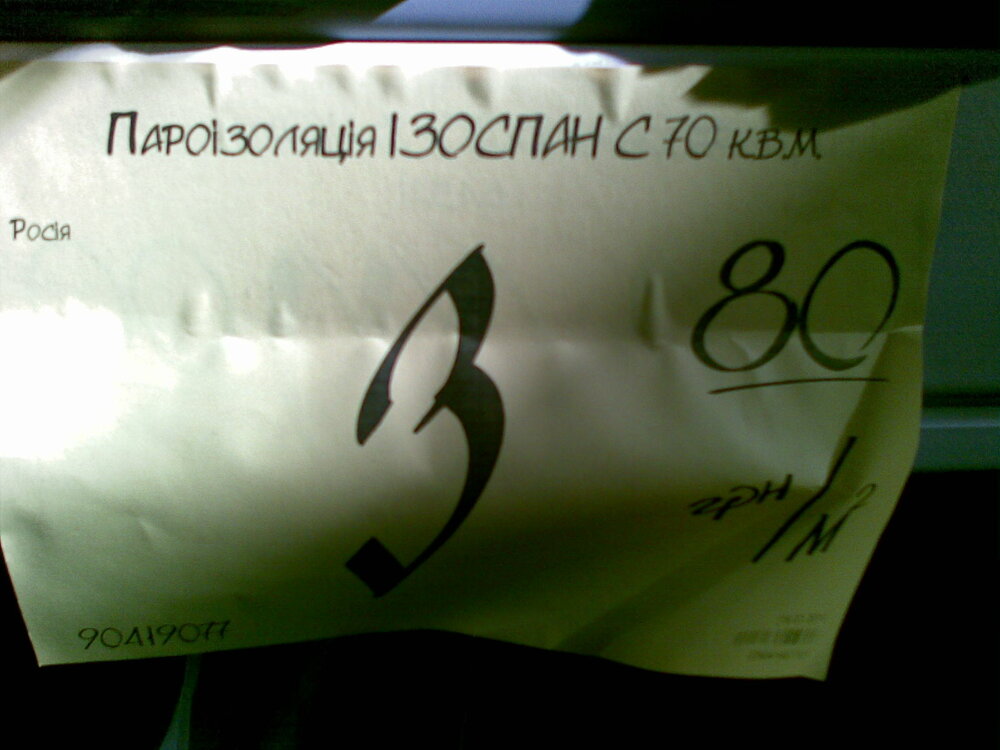 Пароізоляція ІЗОСПАН С 70 КВ.М.
Росія
3 80
грн/м²
90419077